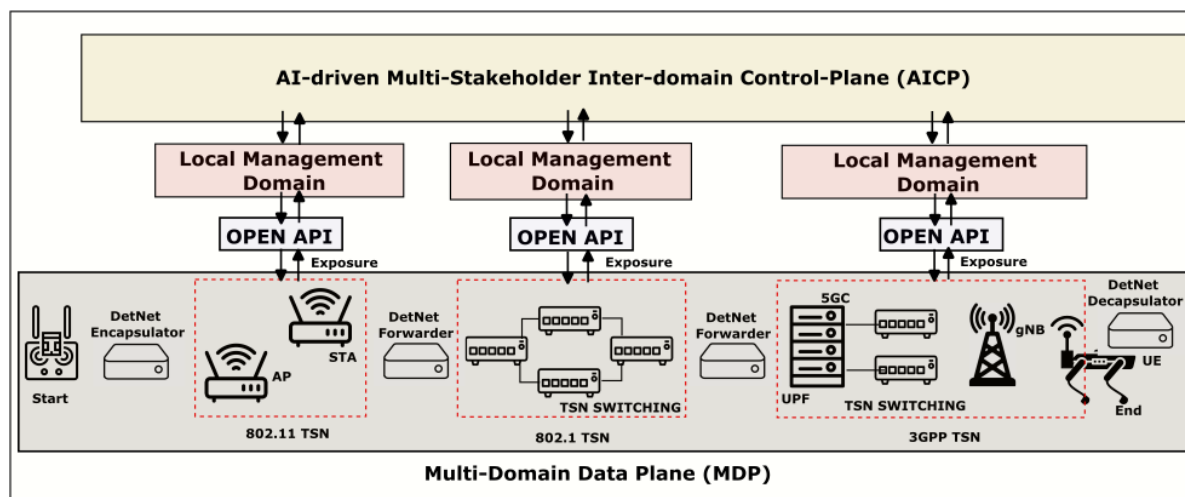 AI-driven Multi-Stakeholder Inter-domain Control-Plane (AICP)
Local Management
Domain
Local Management
Domain
Local Management
Domain
OPEN API
OPEN API
OPEN API
Exposure
Exposure
Exposure
Start
DetNet
Encapsulator
AP
STA
802.11 TSN
DetNet
Forwarder
TSN SWITCHING
802.1 TSN
DetNet
Forwarder
5GC
UPF
TSN SWITCHING
gNB
3GPP TSN
DetNet
Decapsulator
UE
End
Multi-Domain Data Plane (MDP)